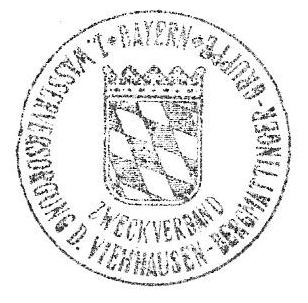 *BAYERN*
ZWECKVERBAND
Z.WASSERVERSORGUNG D. VIEHHAUSEN-BERGMATTINGER-GRUPPE